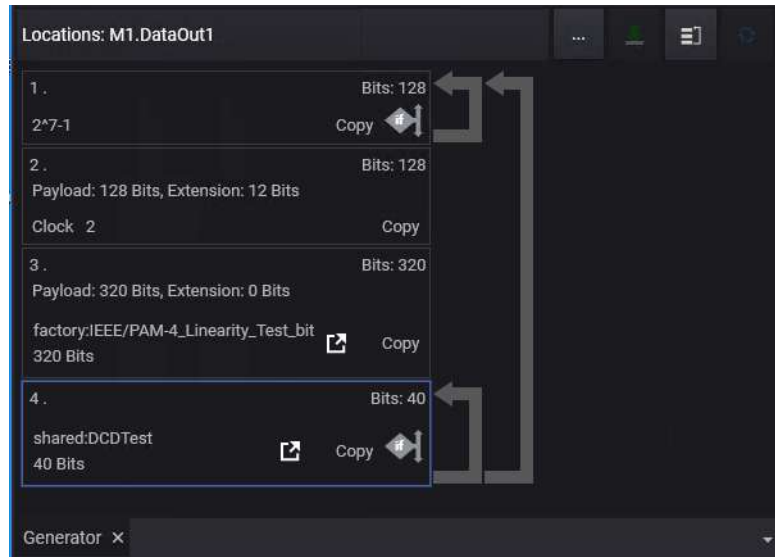 Locations: M1.DataOut1 ...
1 . Bits: 128
2^7-1 Copy if
2 . Bits: 128
Payload: 128 Bits, Extension: 12 Bits
Clock 2 Copy
3 . Bits: 320
Payload: 320 Bits, Extension: 0 Bits
factory:IEEE/PAM-4_Linearity_Test_bit
320 Bits Copy
4 . Bits: 40
shared:DCDTest
40 Bits Copy if
Generator ×